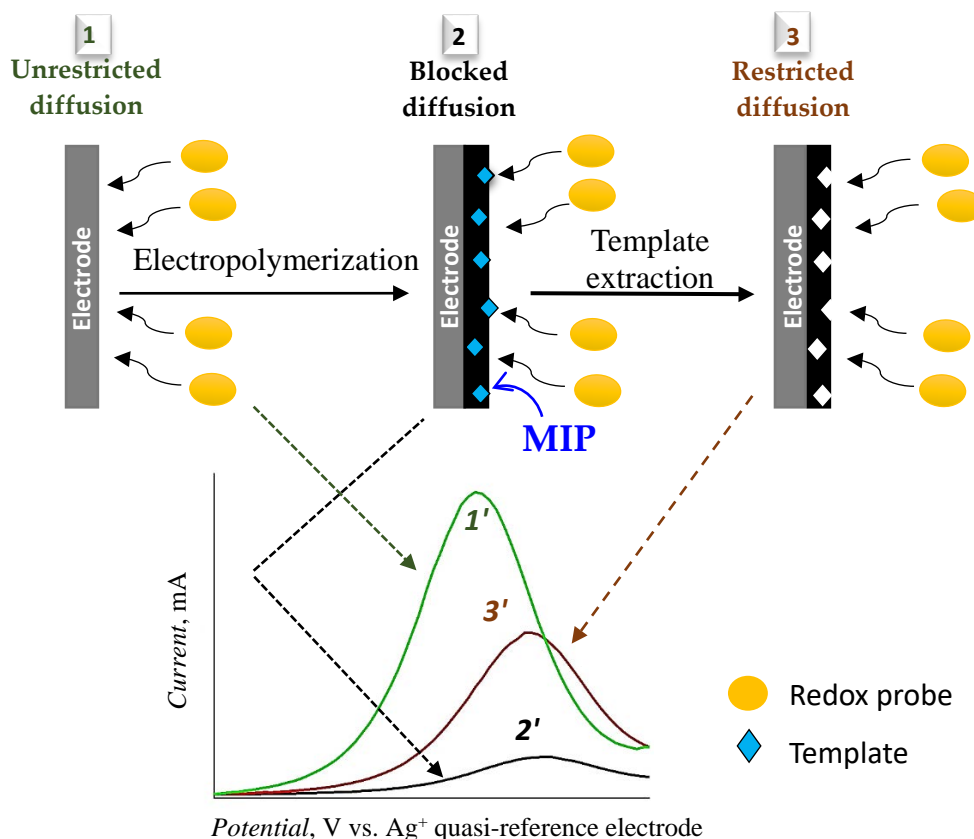 1
Unrestricted
diffusion
2
Blocked
diffusion
3
Restricted
diffusion
Electrode
Electropolymerization
Electrode
Template
extraction
Electrode
MIP
Current, mA
1'
3'
2'
Redox probe
Template
Potential, V vs. Ag⁺ quasi-reference electrode